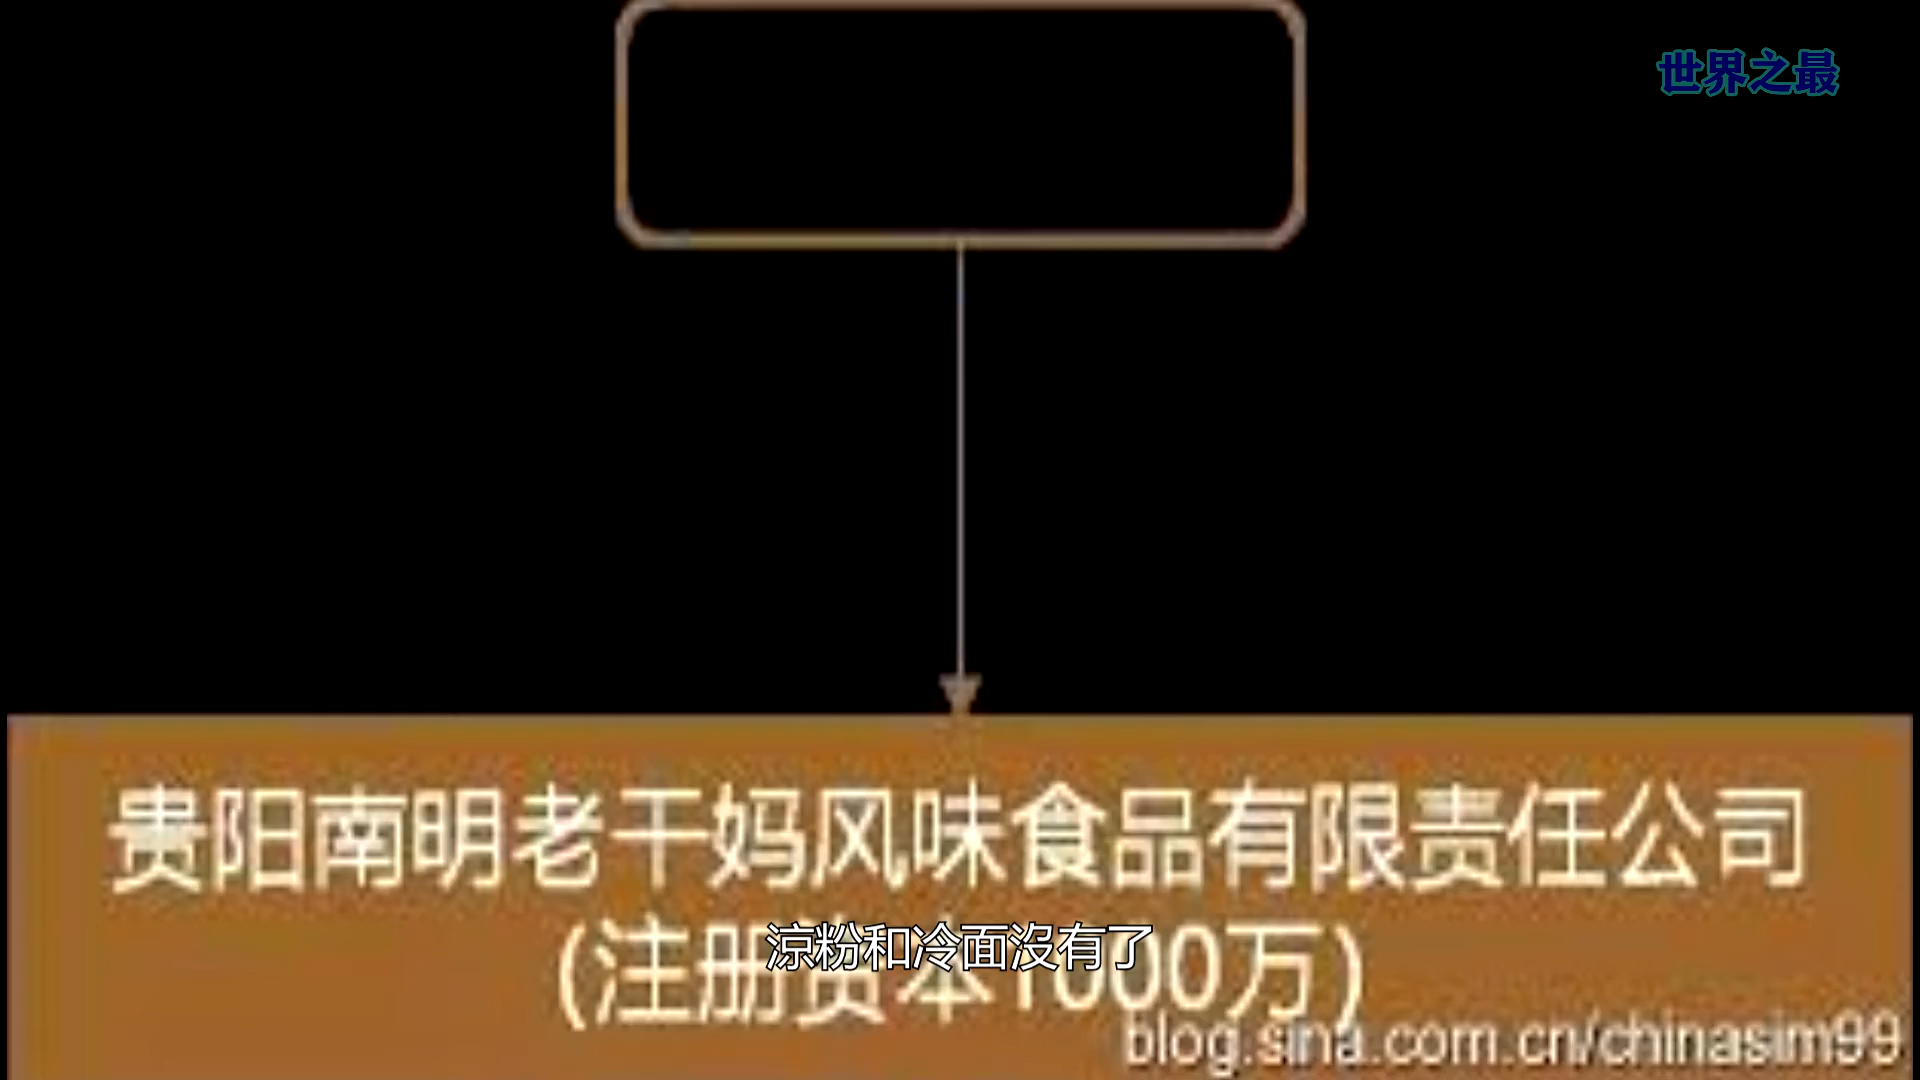 世界之最
贵阳南明老干妈风味食品有限责任公司
(注册资本1000万)
涼粉和冷面沒有了
blog.sina.com.cn/chinasim99